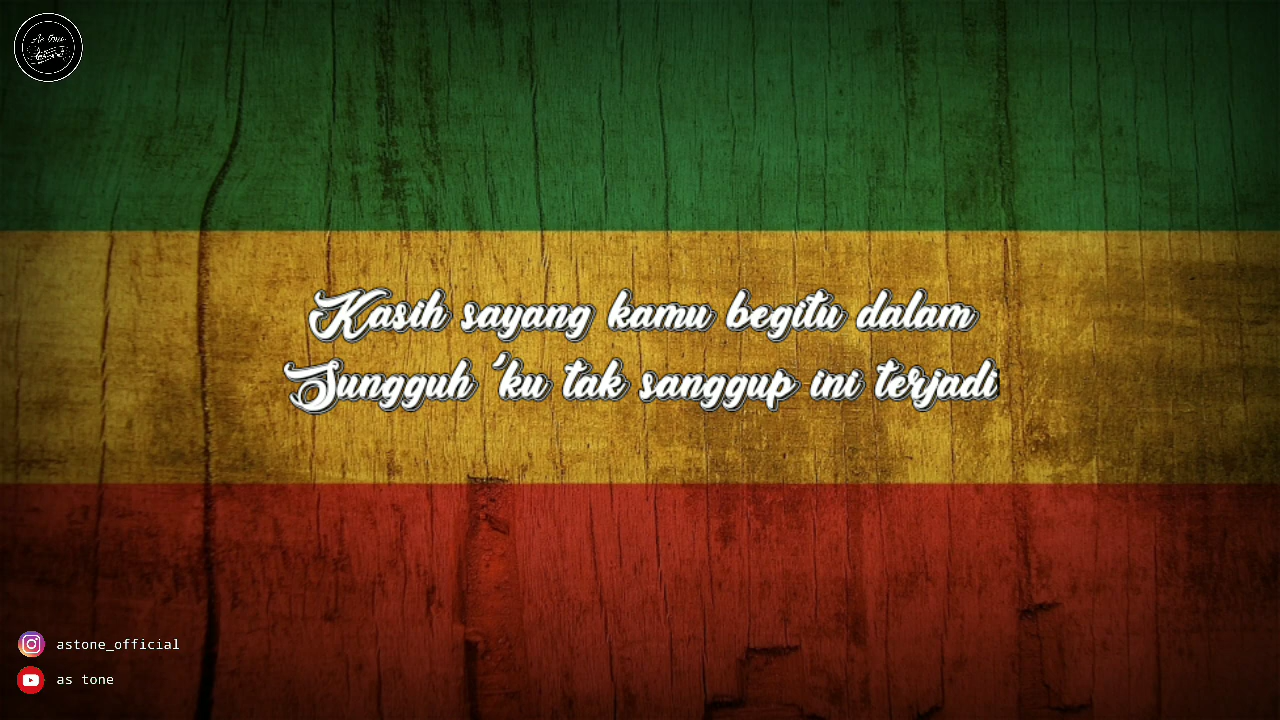 Kasih sayang kamu begitu dalam
Sungguh 'ku tak sanggup ini terjadi
astone_official
as tone